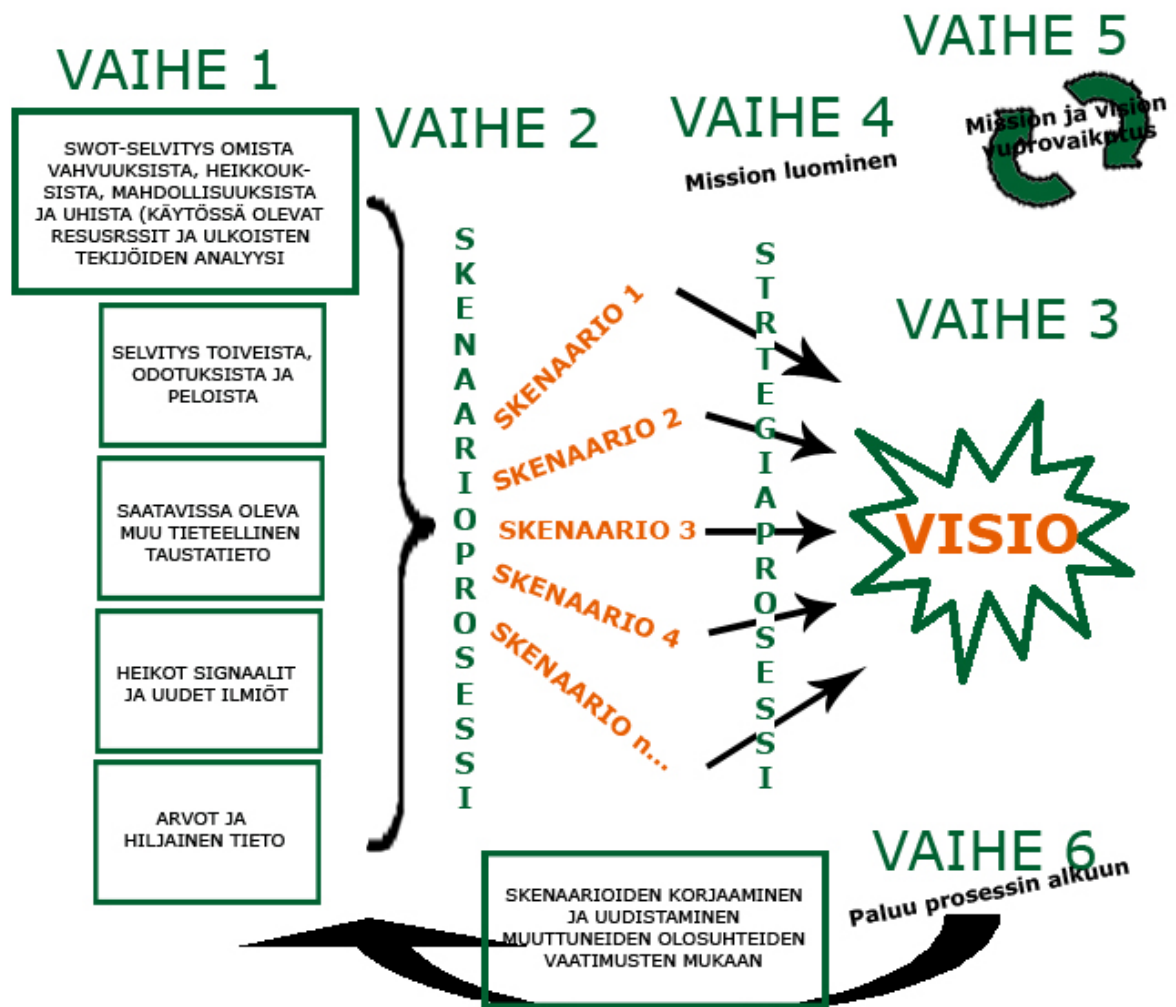 VAIHE 1
SWOT-SELVITYS OMISTA
VAHVUUKSISTA, HEIKKOUK-
SISTA, MAHDOLLISUUKSISTA
JA UHISTA (KÄYTÖSSÄ OLEVAT
RESUSRSSIT JA ULKOISTEN
TEKIJÖIDEN ANALYYSI
SELVITYS TOIVEISTA,
ODOTUKSISTA JA
PELOISTA
SAATAVISSA OLEVA
MUU TIETEELLINEN
TAUSTATIETO
HEIKOT SIGNAALIT
JA UUDET ILMIÖT
ARVOT JA
HILJAINEN TIETO
VAIHE 2
SKENAARIOPROSESSI
SKENAARIO 1
SKENAARIO 2
SKENAARIO 3
SKENAARIO 4
SKENAARIO n...
VAIHE 4
Mission luominen
STRTEGIAPROSESSI
VAIHE 5
Mission ja vision
vuprovaikutus
VAIHE 3
VISIO
VAIHE 6
Paluu prosessin alkuun
SKENAARIOIDEN KORJAAMINEN
JA UUDISTAMINEN
MUUTTUNEIDEN OLOSUHTEIDEN
VAATIMUSTEN MUKAAN